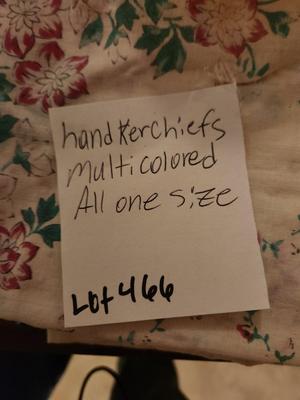 handkerchiefs
multicolored
All one size
Lot 466